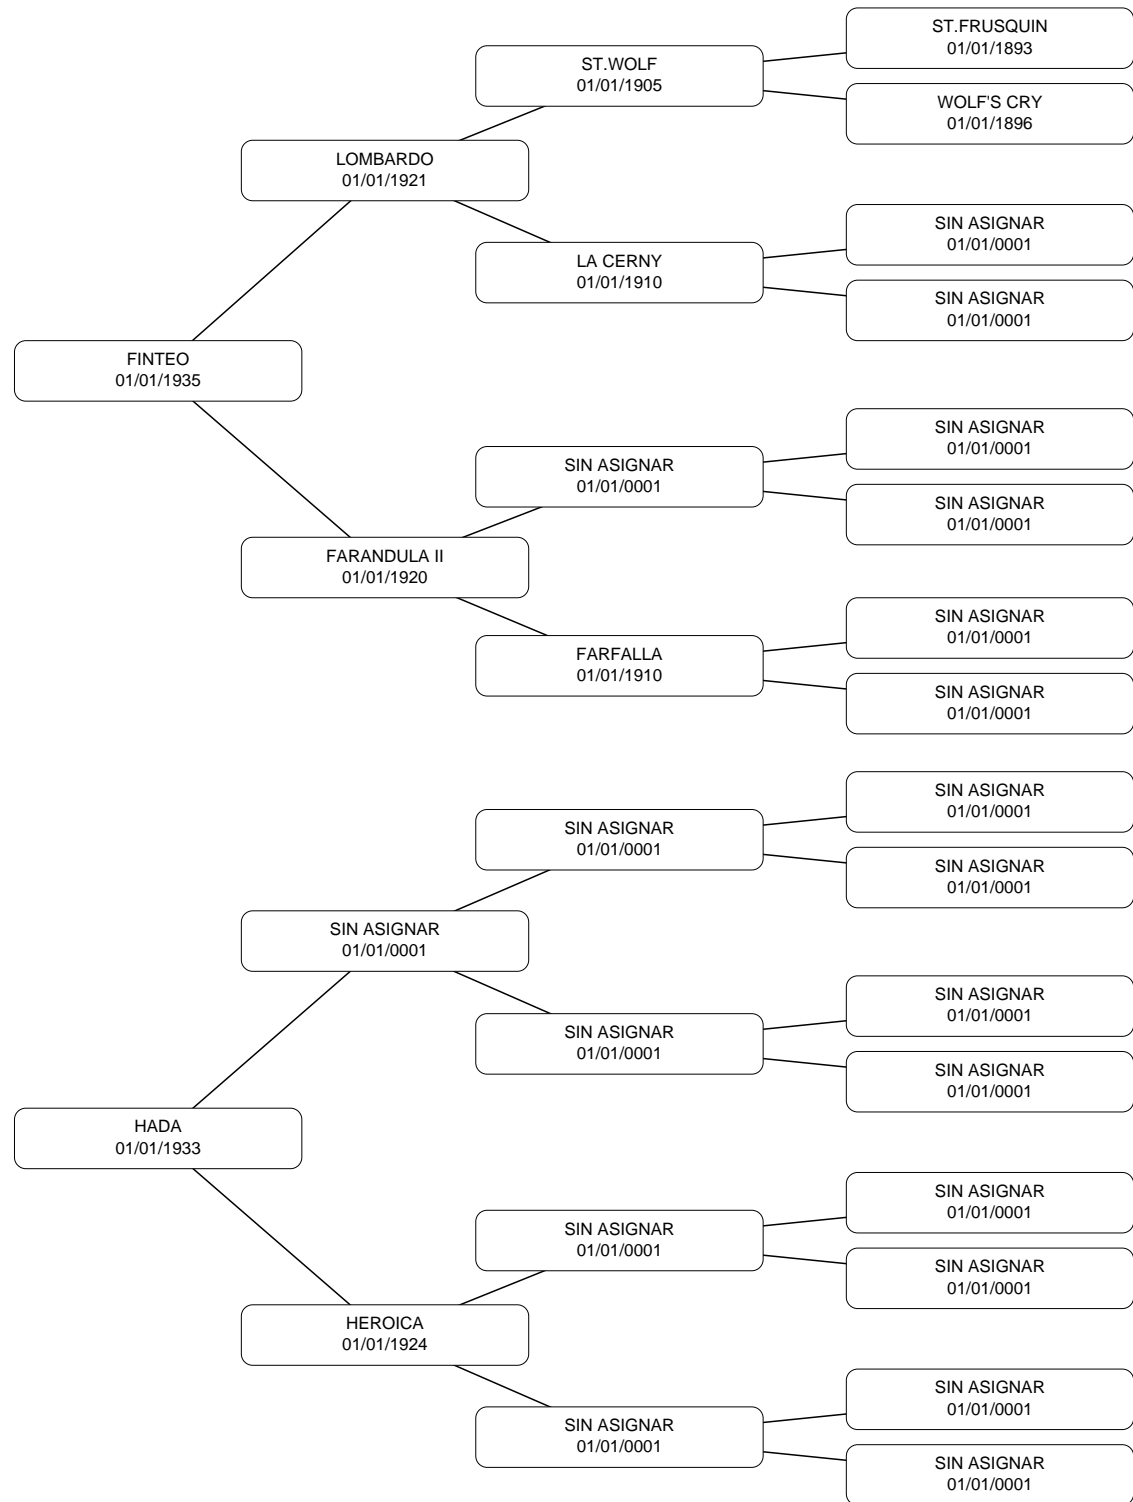 ST.FRUSQUIN
01/01/1893
ST.WOLF
01/01/1905
WOLF'S CRY
01/01/1896
LOMBARDO
01/01/1921
SIN ASIGNAR
01/01/0001
LA CERNY
01/01/1910
SIN ASIGNAR
01/01/0001
FINTEO
01/01/1935
SIN ASIGNAR
01/01/0001
SIN ASIGNAR
01/01/0001
SIN ASIGNAR
01/01/0001
FARANDULA II
01/01/1920
SIN ASIGNAR
01/01/0001
FARFALLA
01/01/1910
SIN ASIGNAR
01/01/0001
SIN ASIGNAR
01/01/0001
SIN ASIGNAR
01/01/0001
SIN ASIGNAR
01/01/0001
SIN ASIGNAR
01/01/0001
SIN ASIGNAR
01/01/0001
SIN ASIGNAR
01/01/0001
SIN ASIGNAR
01/01/0001
HADA
01/01/1933
SIN ASIGNAR
01/01/0001
SIN ASIGNAR
01/01/0001
SIN ASIGNAR
01/01/0001
HEROICA
01/01/1924
SIN ASIGNAR
01/01/0001
SIN ASIGNAR
01/01/0001
SIN ASIGNAR
01/01/0001